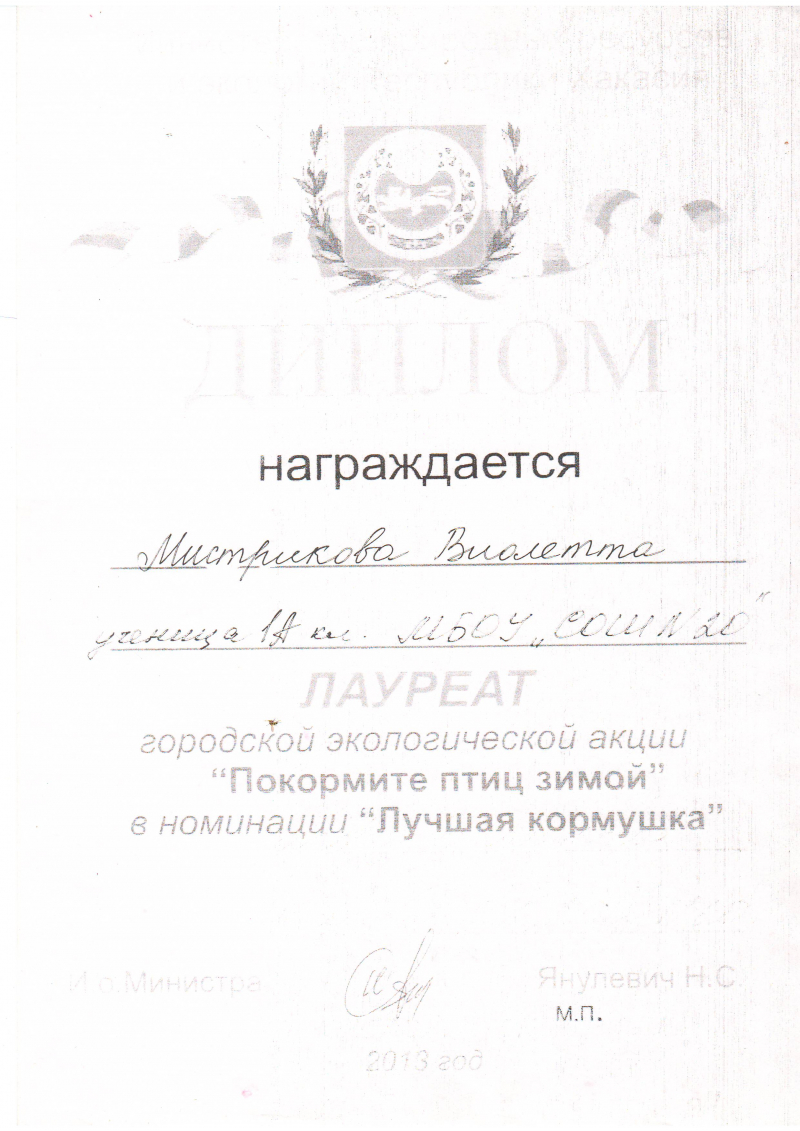 ДИПЛОМ
награждается
Мистрикова Виолетта
ученица 1А кл. МБОУ „СОШ N 20"
ЛАУРЕАТ
городской экологической акции
“Покормите птиц зимой”
в номинации “Лучшая кормушка”
И.о.Министра Янулевич Н.С.
м.п.
2013 год